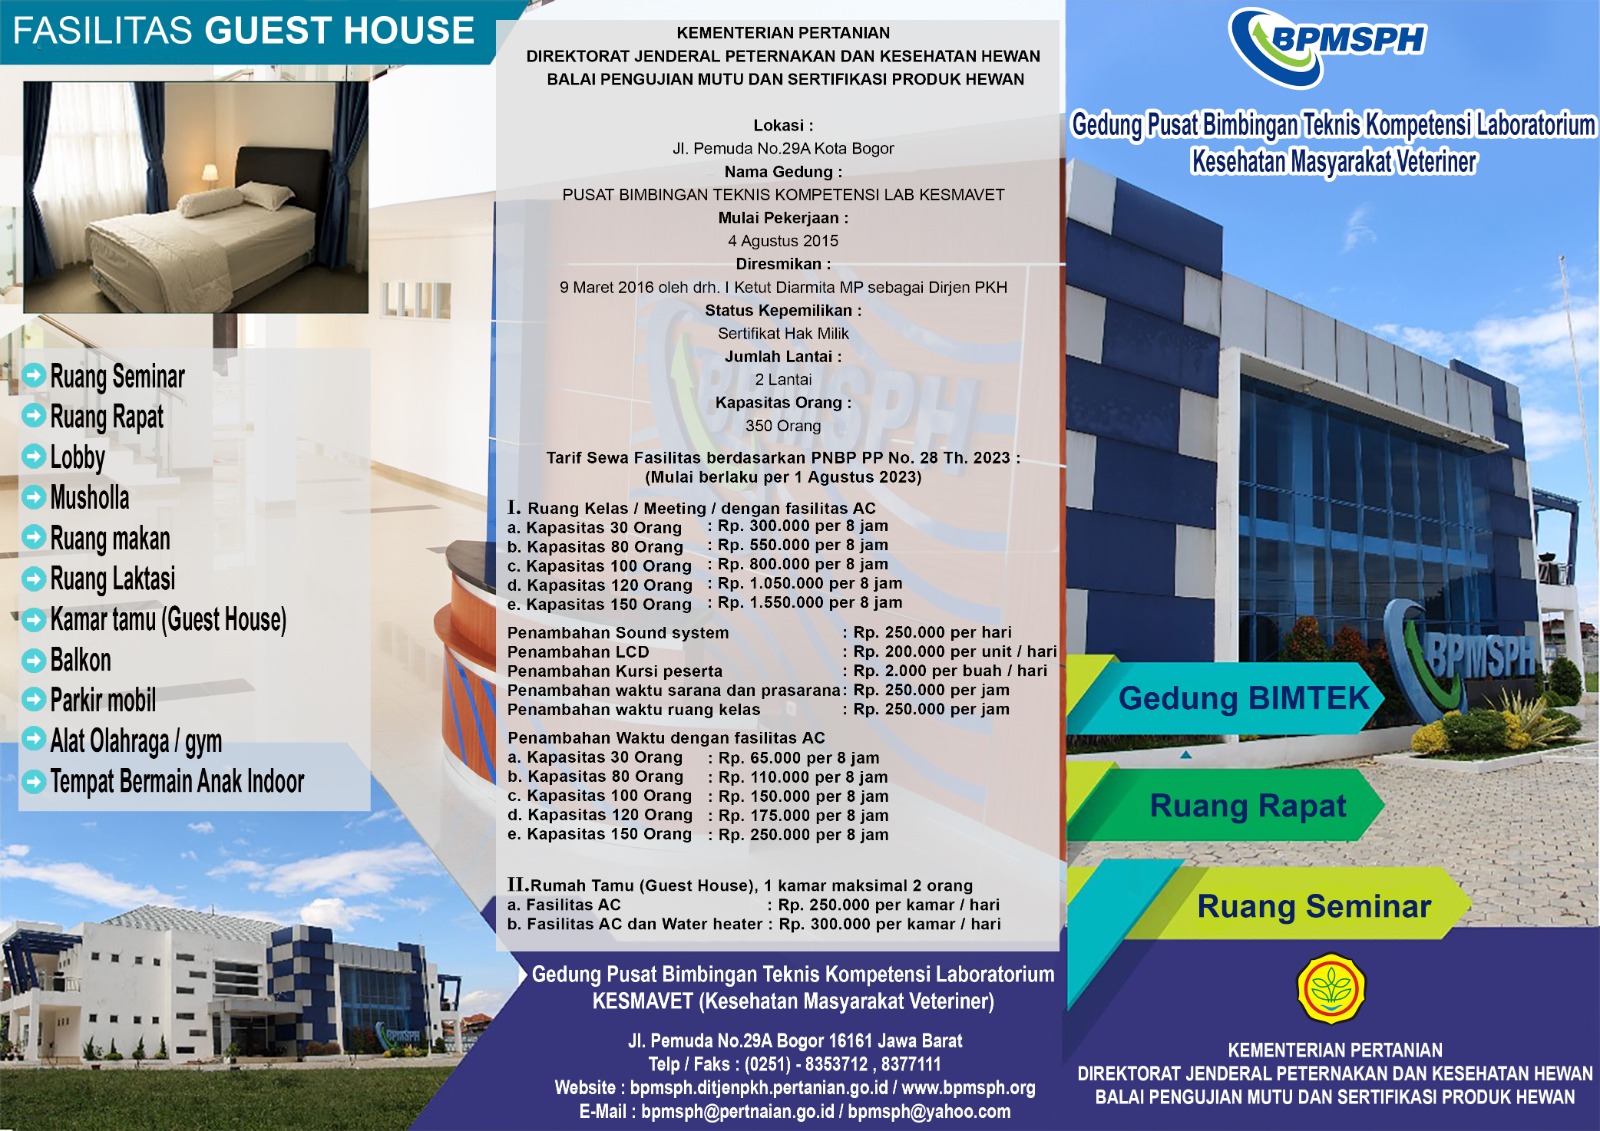 FASILITAS GUEST HOUSE
Ruang Seminar
Ruang Rapat
Lobby
Musholla
Ruang makan
Ruang Laktasi
Kamar tamu (Guest House)
Balkon
Parkir mobil
Alat Olahraga / gym
Tempat Bermain Anak Indoor
BPMSPH
KEMENTERIAN PERTANIAN
DIREKTORAT JENDERAL PETERNAKAN DAN KESEHATAN HEWAN
BALAI PENGUJIAN MUTU DAN SERTIFIKASI PRODUK HEWAN
Lokasi :
Jl. Pemuda No.29A Kota Bogor
Nama Gedung :
PUSAT BIMBINGAN TEKNIS KOMPETENSI LAB KESMAVET
Mulai Pekerjaan :
4 Agustus 2015
Diresmikan :
9 Maret 2016 oleh drh. I Ketut Diarmita MP sebagai Dirjen PKH
Status Kepemilikan :
Sertifikat Hak Milik
Jumlah Lantai :
2 Lantai
Kapasitas Orang :
350 Orang
BPMSPH
Tarif Sewa Fasilitas berdasarkan PNBP PP No. 28 Th. 2023 :
(Mulai berlaku per 1 Agustus 2023)
I. Ruang Kelas / Meeting / dengan fasilitas AC
a. Kapasitas 30 Orang : Rp. 300.000 per 8 jam
b. Kapasitas 80 Orang : Rp. 550.000 per 8 jam
c. Kapasitas 100 Orang : Rp. 800.000 per 8 jam
d. Kapasitas 120 Orang : Rp. 1.050.000 per 8 jam
e. Kapasitas 150 Orang : Rp. 1.550.000 per 8 jam
Penambahan Sound system : Rp. 250.000 per hari
Penambahan LCD : Rp. 200.000 per unit / hari
Penambahan Kursi peserta : Rp. 2.000 per buah / hari
Penambahan waktu sarana dan prasarana : Rp. 250.000 per jam
Penambahan waktu ruang kelas : Rp. 250.000 per jam
Penambahan Waktu dengan fasilitas AC
a. Kapasitas 30 Orang : Rp. 65.000 per 8 jam
b. Kapasitas 80 Orang : Rp. 110.000 per 8 jam
c. Kapasitas 100 Orang : Rp. 150.000 per 8 jam
d. Kapasitas 120 Orang : Rp. 175.000 per 8 jam
e. Kapasitas 150 Orang : Rp. 250.000 per 8 jam
II.Rumah Tamu (Guest House), 1 kamar maksimal 2 orang
a. Fasilitas AC : Rp. 250.000 per kamar / hari
b. Fasilitas AC dan Water heater : Rp. 300.000 per kamar / hari
Gedung Pusat Bimbingan Teknis Kompetensi Laboratorium
KESMAVET (Kesehatan Masyarakat Veteriner)
Jl. Pemuda No.29A Bogor 16161 Jawa Barat
Telp / Faks : (0251) - 8353712 , 8377111
Website : bpmsph.ditjenpkh.pertanian.go.id / www.bpmsph.org
E-Mail : bpmsph@pertnaian.go.id / bpmsph@yahoo.com
BPMSPH
Gedung Pusat Bimbingan Teknis Kompetensi Laboratorium
Kesehatan Masyarakat Veteriner
BPMSPH
Gedung BIMTEK
Ruang Rapat
Ruang Seminar
KEMENTERIAN PERTANIAN
DIREKTORAT JENDERAL PETERNAKAN DAN KESEHATAN HEWAN
BALAI PENGUJIAN MUTU DAN SERTIFIKASI PRODUK HEWAN